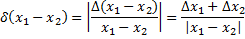 δ(x₁ − x₂) = |Δ(x₁ − x₂) / x₁ − x₂| = Δx₁ + Δx₂ / |x₁ − x₂|